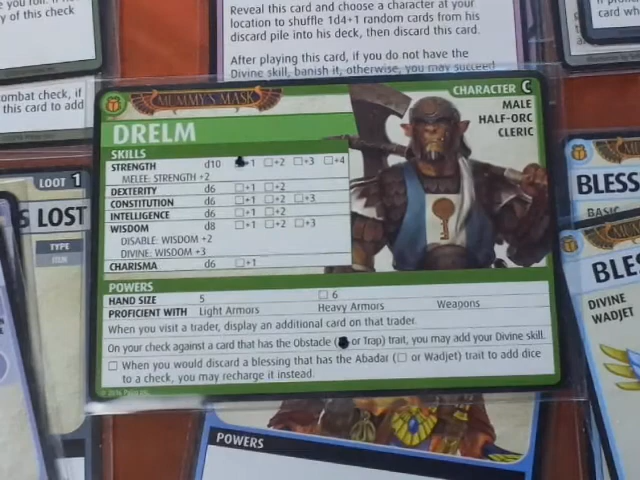 of this check
Reveal this card and choose a character at your
location to shuffle 1d4+1 random cards from his
discard pile into his deck, then discard this card.
After playing this card, if you do not have the
Divine skill, banish it, otherwise, you may succeed
card wh
ombat check, if
this card to add
MUMMY'S MASK
CHARACTER C
MALE
HALF-ORC
CLERIC
DRELM
SKILLS
STRENGTH d10 +1 □+2 □+3 □+4
MELEE: STRENGTH +2
DEXTERITY d6 □+1 □+2
CONSTITUTION d6 □+1 □+2 □+3
INTELLIGENCE d6 □+1 □+2
WISDOM d8 □+1 □+2 □+3
DISABLE: WISDOM +2
DIVINE: WISDOM +3
CHARISMA d6 □+1
POWERS
HAND SIZE 5 □ 6
PROFICIENT WITH Light Armors Heavy Armors Weapons
When you visit a trader, display an additional card on that trader.
On your check against a card that has the Obstacle ( or Trap) trait, you may add your Divine skill.
□ When you would discard a blessing that has the Abadar (□ or Wadjet) trait to add dice
to a check, you may recharge it instead.
LOOT 1
S LOST
TYPE
ITEM
BLESS
BASIC
BLES
DIVINE
WADJET
POWERS